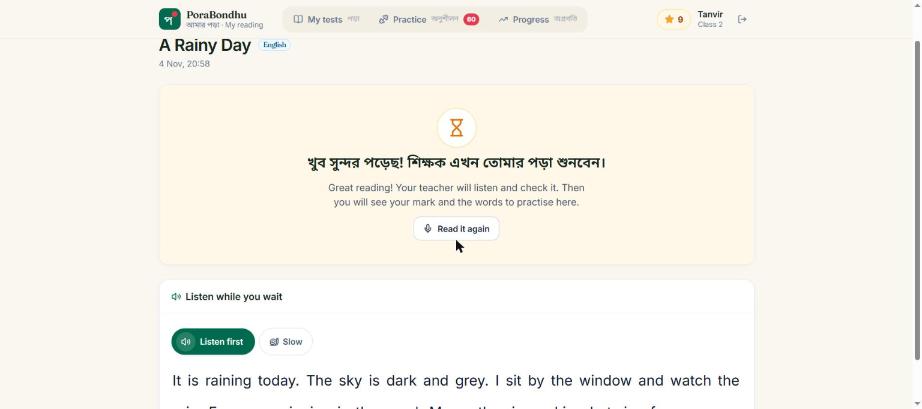 প PoraBondhu
আমার পড়া · My reading
My tests পড়া
Practice অনুশীলন 60
Progress অগ্রগতি
9
Tanvir
Class 2
A Rainy Day English
4 Nov, 20:58
খুব সুন্দর পড়েছ! শিক্ষক এখন তোমার পড়া শুনবেন।
Great reading! Your teacher will listen and check it. Then
you will see your mark and the words to practise here.
Read it again
Listen while you wait
Listen first
Slow
It is raining today. The sky is dark and grey. I sit by the window and watch the